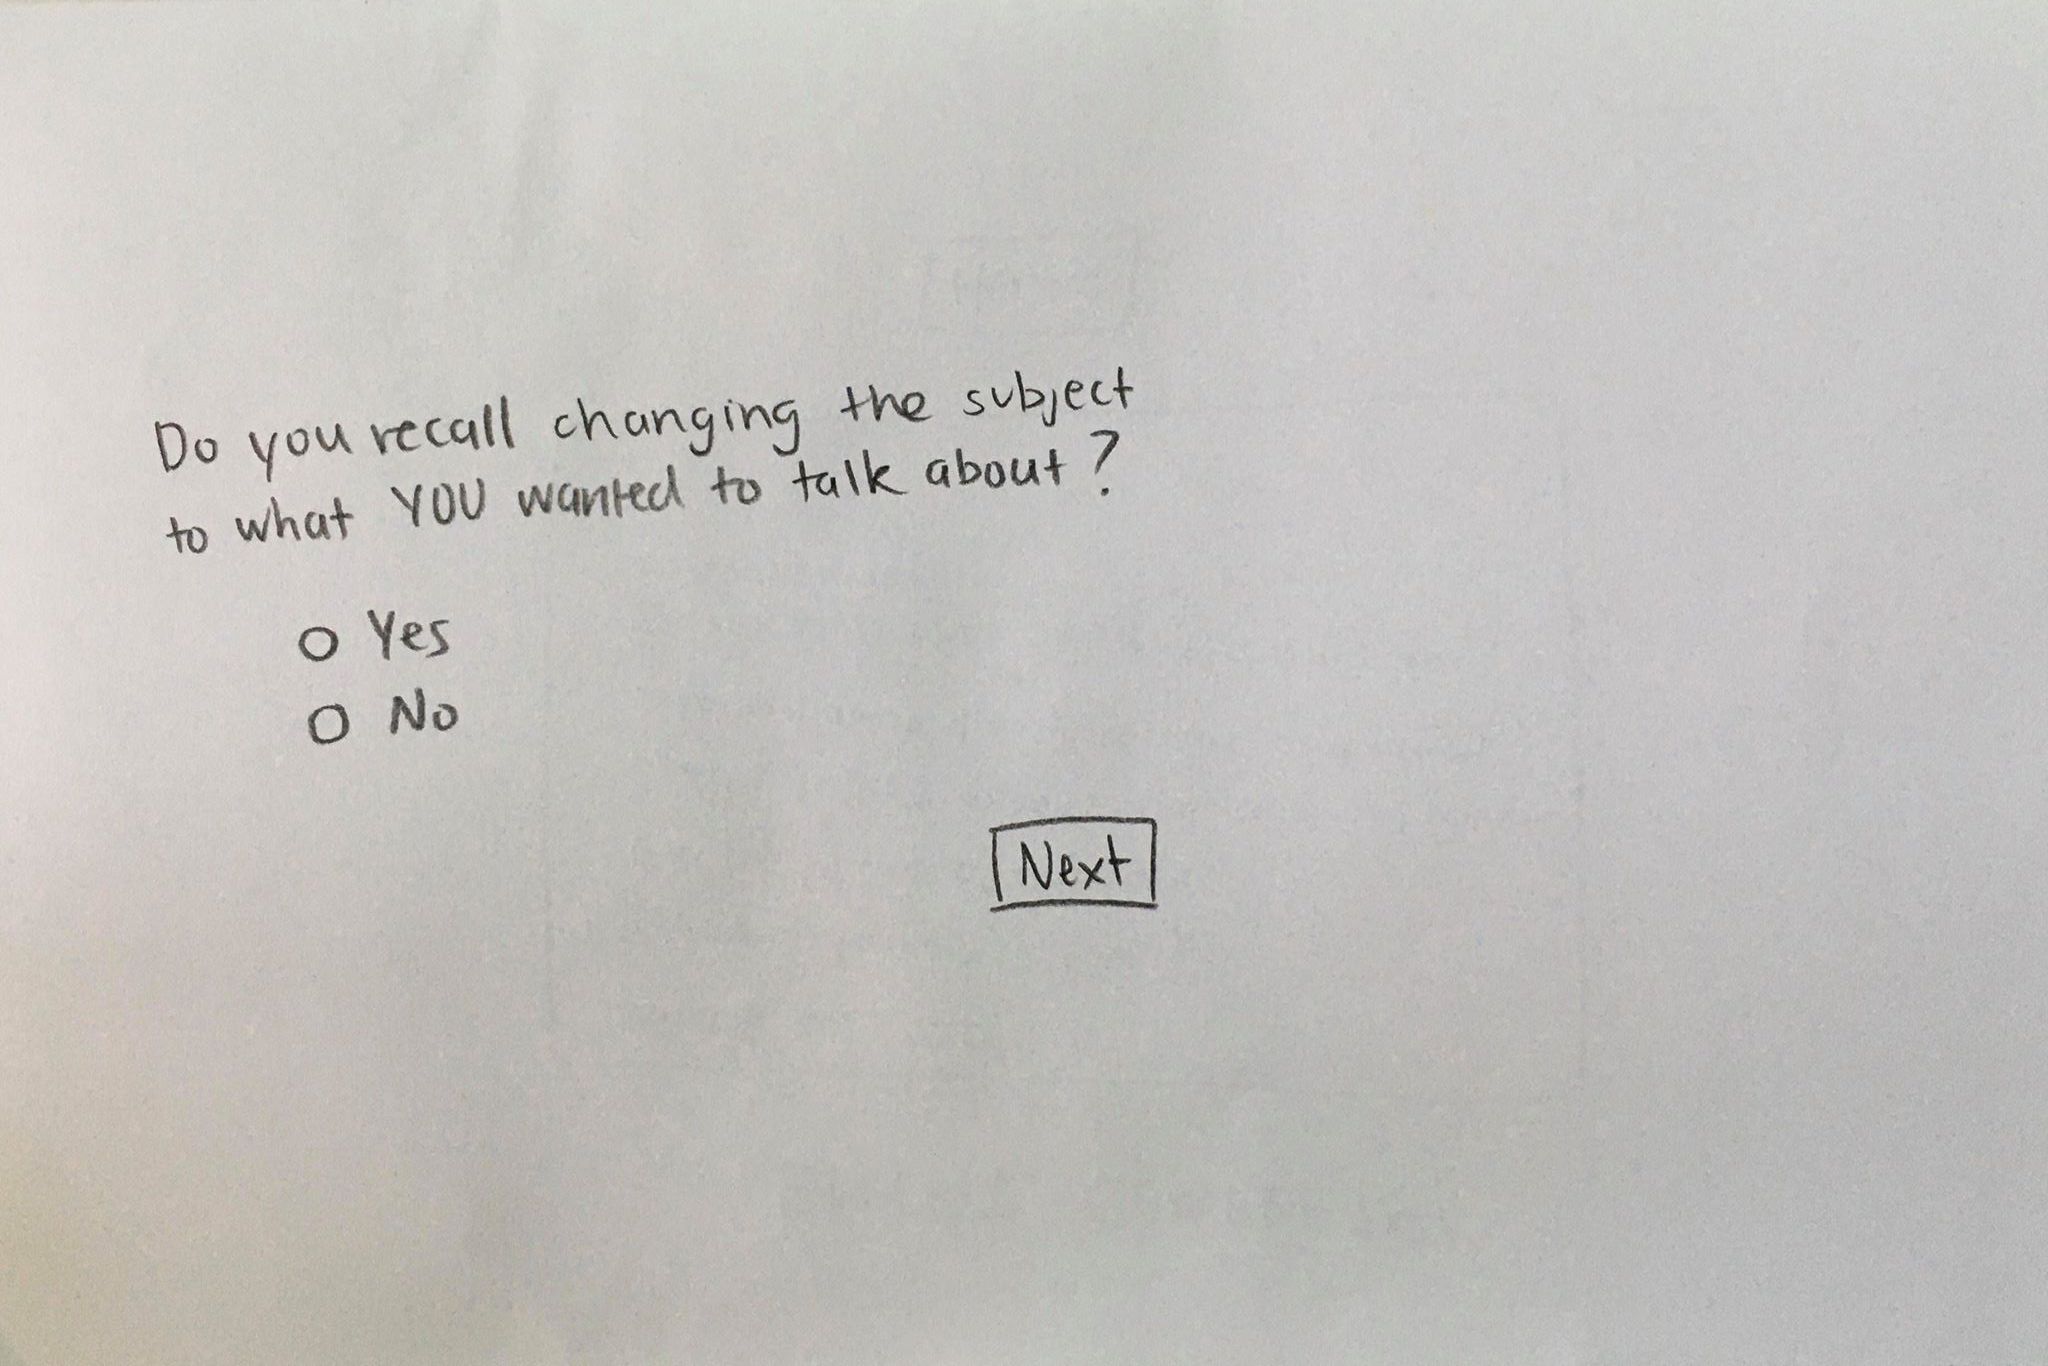 Do you recall changing the subject
to what YOU wanted to talk about?
Yes
No
Next